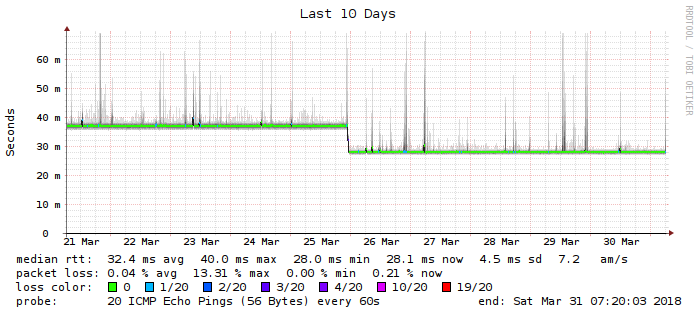 Last 10 Days
RRDTOOL / TOBI OETIKER
Seconds
60 m
50 m
40 m
30 m
20 m
10 m
0
21 Mar 22 Mar 23 Mar 24 Mar 25 Mar 26 Mar 27 Mar 28 Mar 29 Mar 30 Mar
median rtt: 32.4 ms avg 40.0 ms max 28.0 ms min 28.1 ms now 4.5 ms sd 7.2 am/s
packet loss: 0.04 % avg 13.31 % max 0.00 % min 0.21 % now
loss color: 0 1/20 2/20 3/20 4/20 10/20 19/20
probe: 20 ICMP Echo Pings (56 Bytes) every 60s end: Sat Mar 31 07:20:03 2018